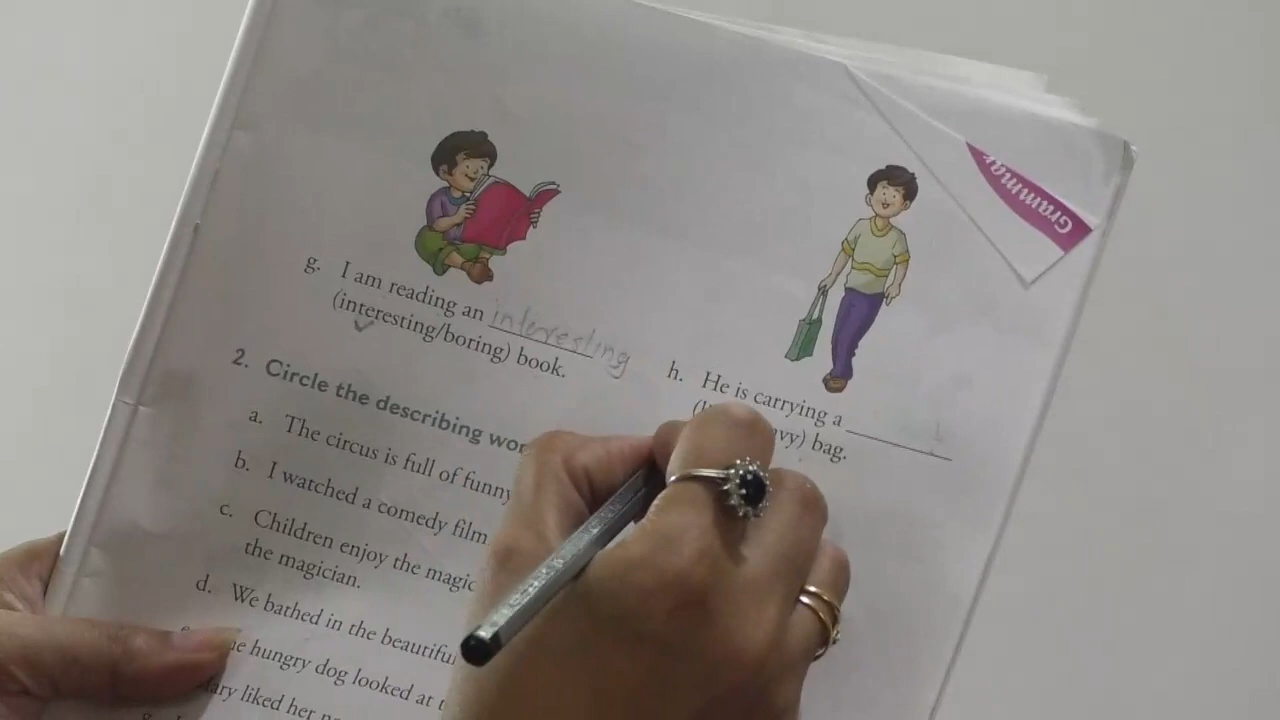 Grammar
g. I am reading an interesting
(interesting/boring) book.
h. He is carrying a
bag.
2. Circle the describing
a. The circus is full of funny
b. I watched a comedy film
c. Children enjoy the magic
the magician.
d. We bathed in the beautiful
hungry dog looked at
liked her